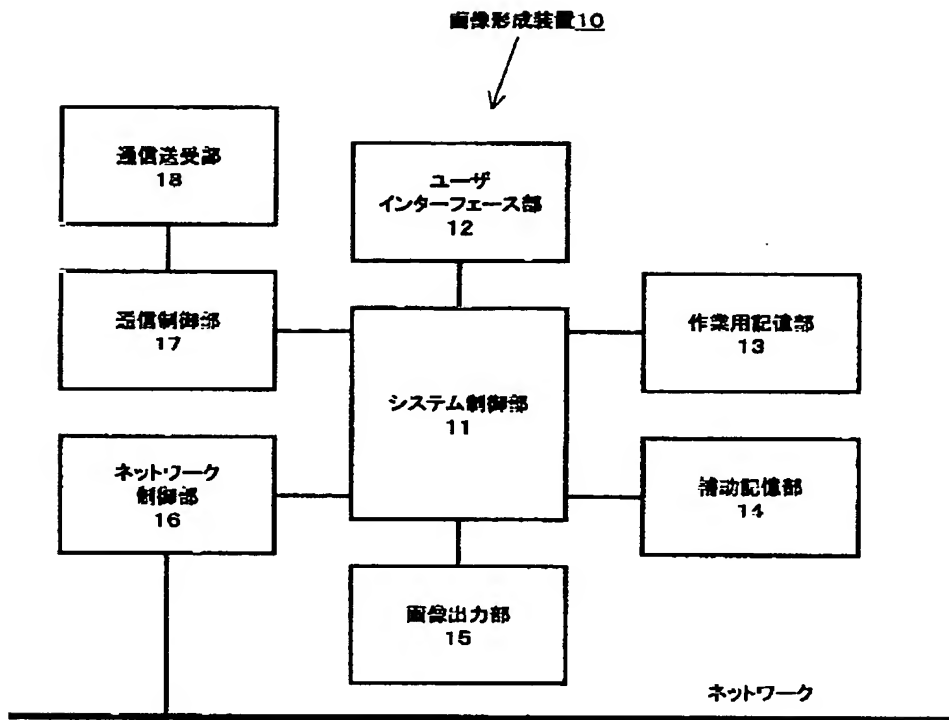 画像形成装置10
通信送受部
18
ユーザ
インターフェース部
12
通信制御部
17
作業用記憶部
13
システム制御部
11
ネットワーク
制御部
16
補助記憶部
14
画像出力部
15
ネットワーク